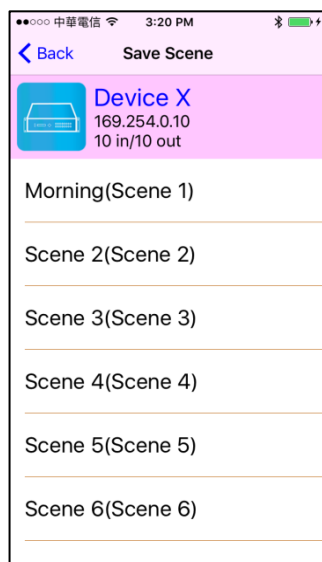 中華電信 3:20 PM
Back Save Scene
Device X
169.254.0.10
10 in/10 out
Morning(Scene 1)
Scene 2(Scene 2)
Scene 3(Scene 3)
Scene 4(Scene 4)
Scene 5(Scene 5)
Scene 6(Scene 6)